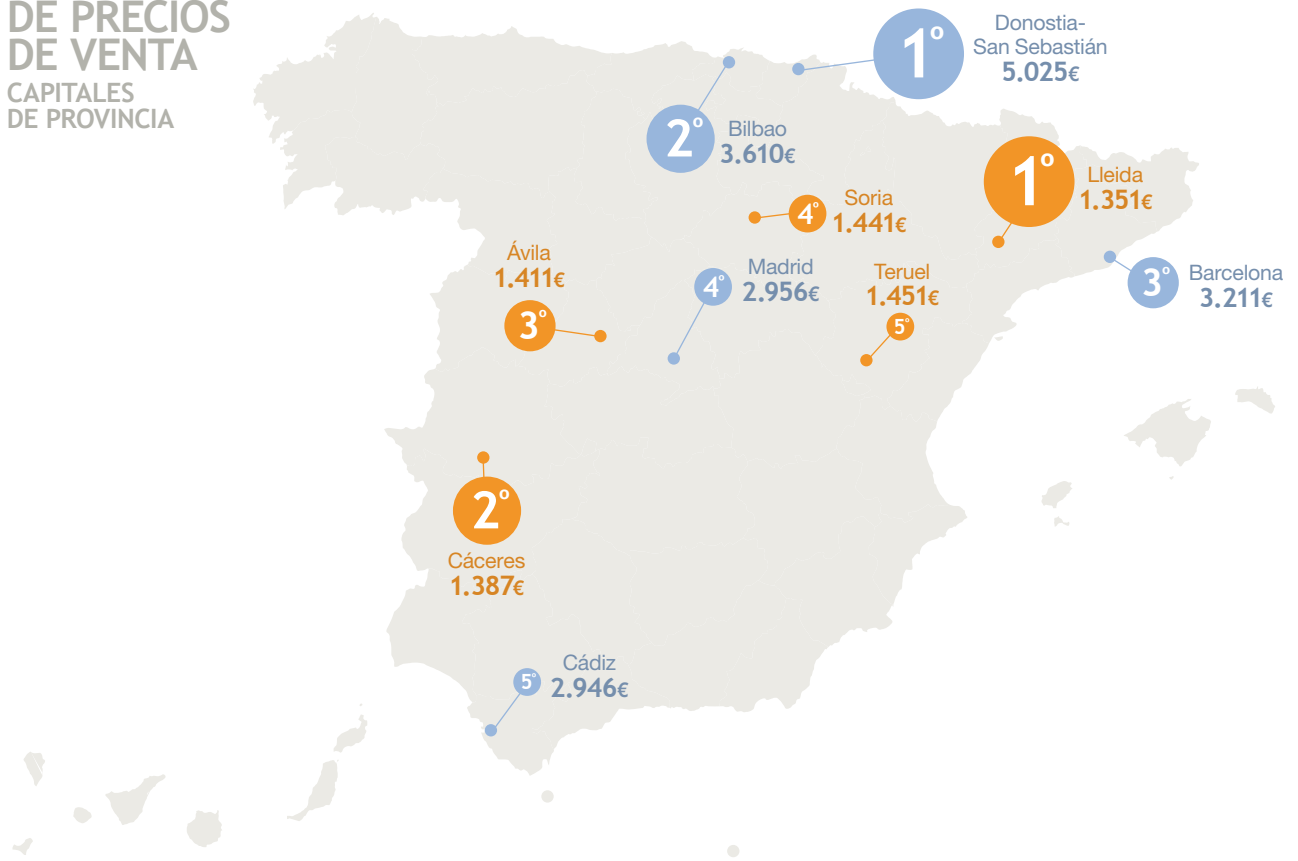 DE PRECIOS
DE VENTA
CAPITALES
DE PROVINCIA
1º
Donostia-
San Sebastián
5.025€
2º
Bilbao
3.610€
1º
Lleida
1.351€
4º
Soria
1.441€
Ávila
1.411€
3º
4º
Madrid
2.956€
Teruel
1.451€
5º
3º
Barcelona
3.211€
2º
Cáceres
1.387€
5º
Cádiz
2.946€